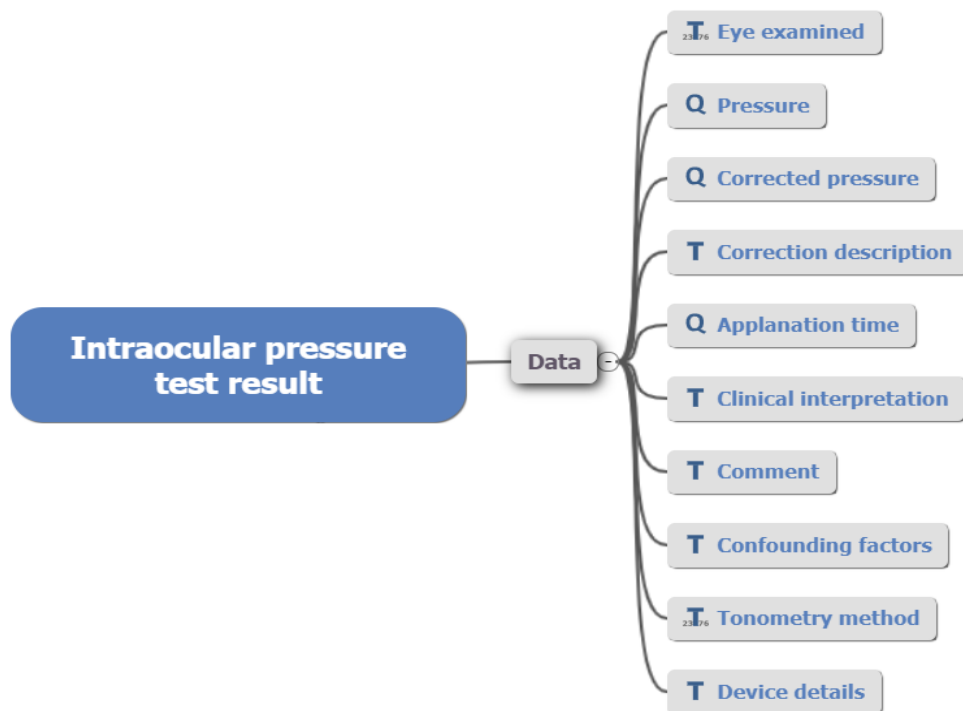 Intraocular pressure
test result
Data
-
T Eye examined
Q Pressure
Q Corrected pressure
T Correction description
Q Applanation time
T Clinical interpretation
T Comment
T Confounding factors
T Tonometry method
T Device details